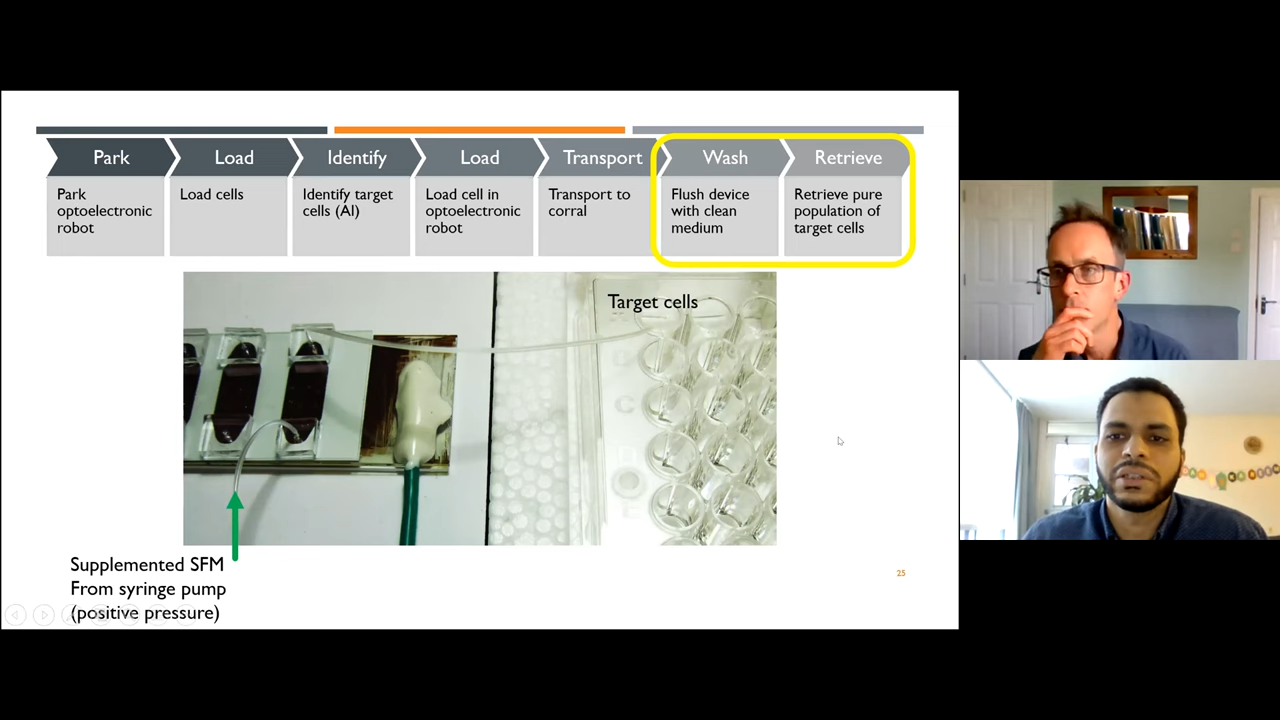 Park
Load
Identify
Load
Transport
Wash
Retrieve
Park
optoelectronic
robot
Load cells
Identify target
cells (AI)
Load cell in
optoelectronic
robot
Transport to
corral
Flush device
with clean
medium
Retrieve pure
population of
target cells
Target cells
Supplemented SFM
From syringe pump
(positive pressure)
25